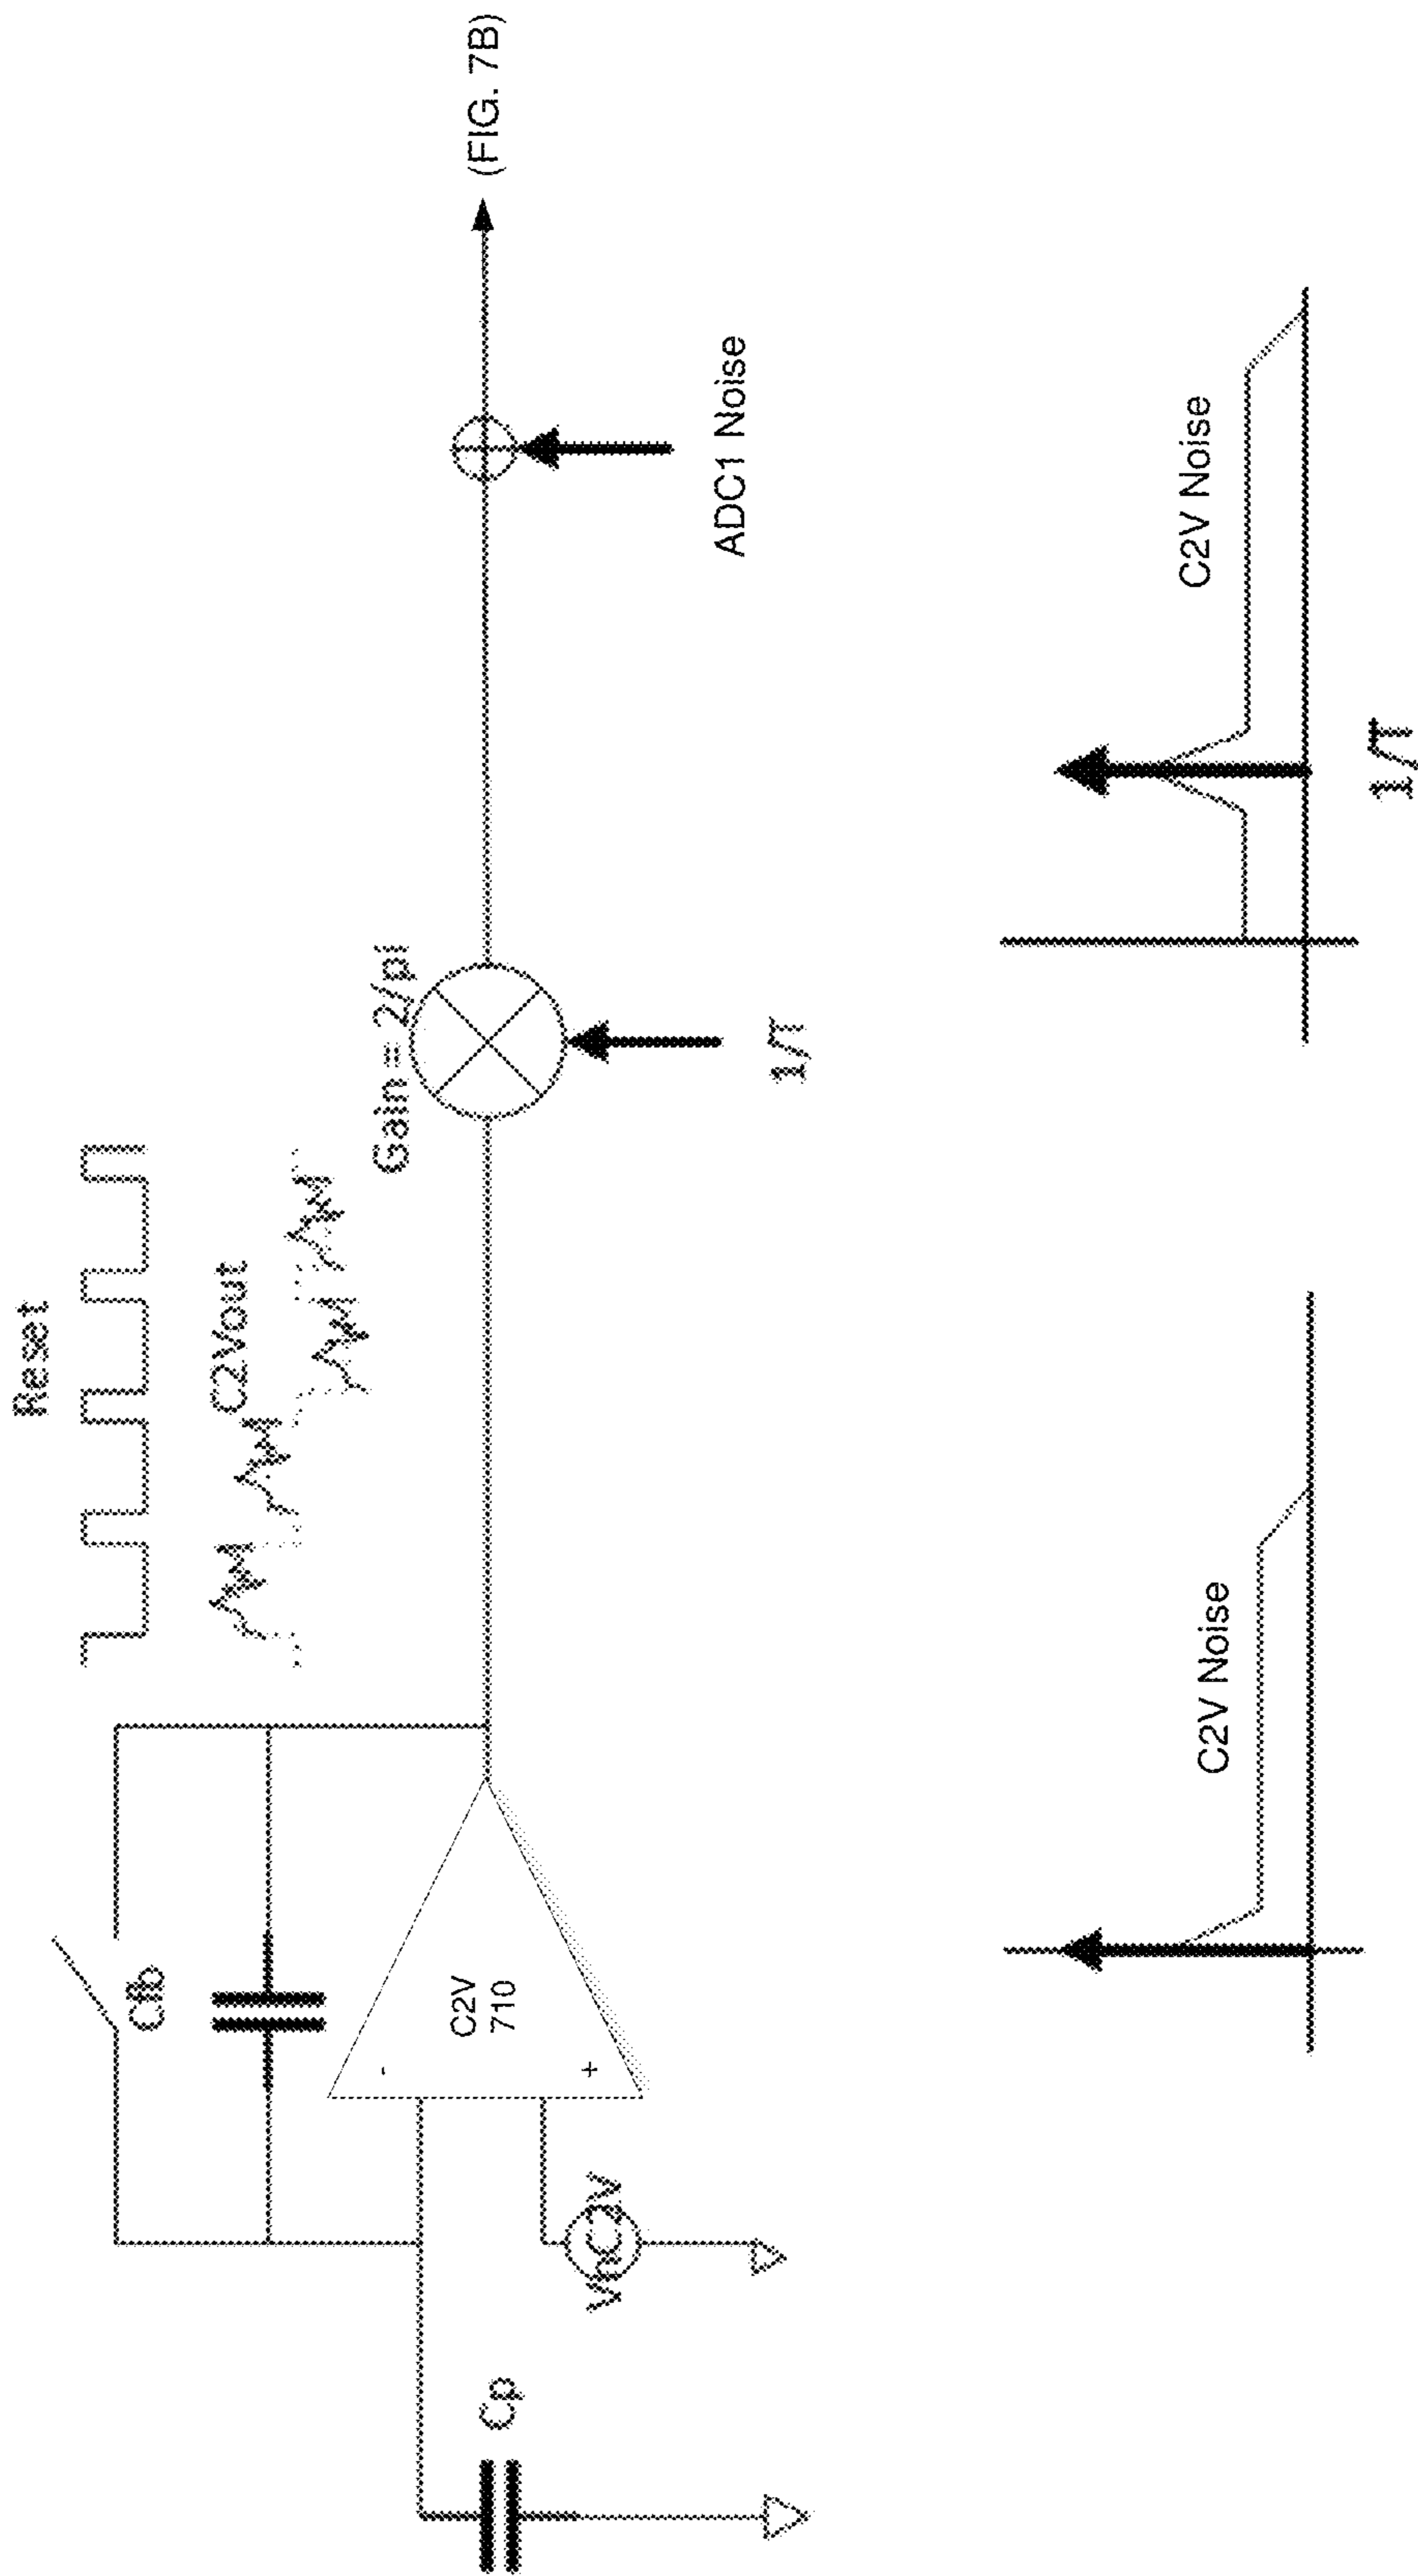 Reset
C2Vout
Cfb
Gain = 2/pi
(FIG. 7B)
-
C2V
710
+
VnC2V
Cp
1/T
ADC1 Noise
C2V Noise
C2V Noise
1/T